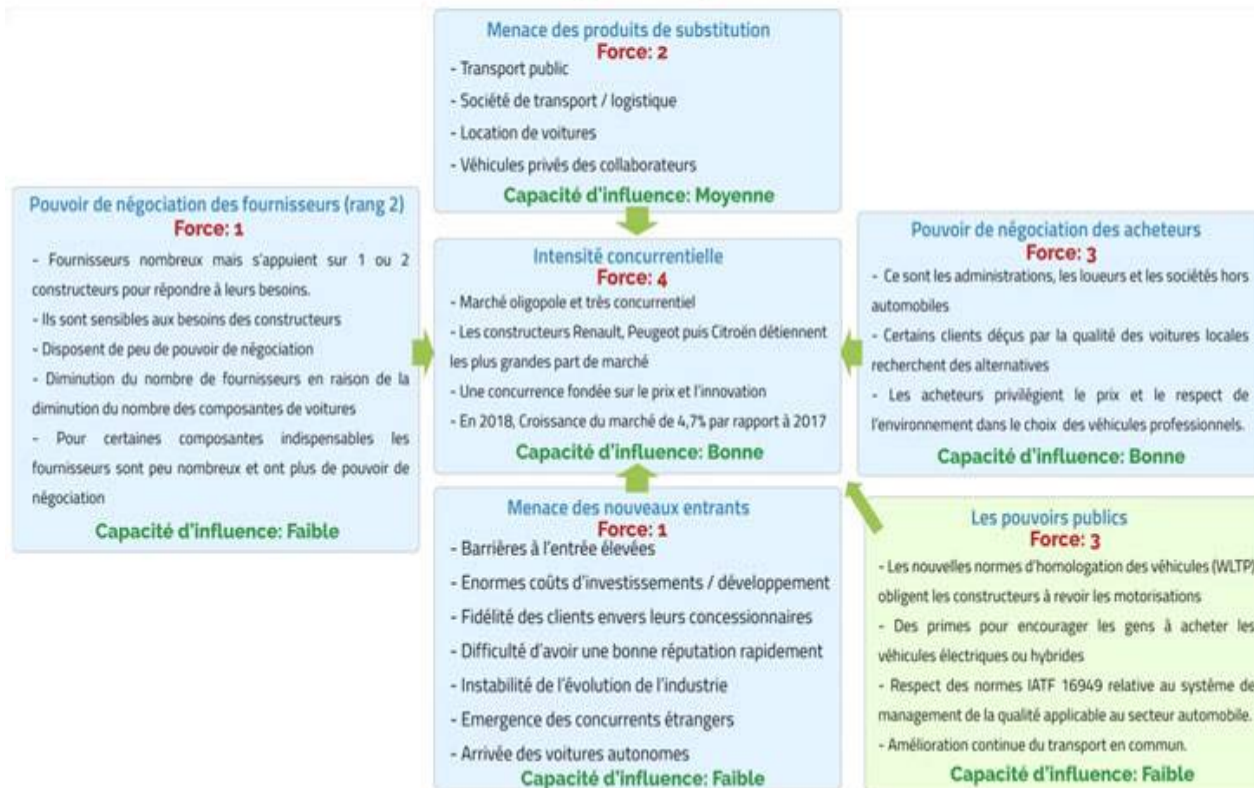 Menace des produits de substitution
Force: 2
- Transport public
- Société de transport / logistique
- Location de voitures
- Véhicules privés des collaborateurs
Capacité d'influence: Moyenne
Pouvoir de négociation des fournisseurs (rang 2)
Force: 1
- Fournisseurs nombreux mais s'appuient sur 1 ou 2
constructeurs pour répondre à leurs besoins.
- Ils sont sensibles aux besoins des constructeurs
- Disposent de peu de pouvoir de négociation
- Diminution du nombre de fournisseurs en raison de la
diminution du nombre des composantes de voitures
- Pour certaines composantes indispensables les
fournisseurs sont peu nombreux et ont plus de pouvoir de
négociation
Capacité d'influence: Faible
Intensité concurrentielle
Force: 4
- Marché oligopole et très concurrentiel
- Les constructeurs Renault, Peugeot puis Citroën détiennent
les plus grandes part de marché
- Une concurrence fondée sur le prix et l'innovation
- En 2018, Croissance du marché de 4,7% par rapport à 2017
Capacité d'influence: Bonne
Pouvoir de négociation des acheteurs
Force: 3
- Ce sont les administrations, les loueurs et les sociétés hors
automobiles
- Certains clients déçus par la qualité des voitures locales
recherchent des alternatives
- Les acheteurs privilégient le prix et le respect de
l'environnement dans le choix des véhicules professionnels.
Capacité d'influence: Bonne
Menace des nouveaux entrants
Force: 1
- Barrières à l'entrée élevées
- Enormes coûts d'investissements / développement
- Fidélité des clients envers leurs concessionnaires
- Difficulté d'avoir une bonne réputation rapidement
- Instabilité de l'évolution de l'industrie
- Emergence des concurrents étrangers
- Arrivée des voitures autonomes
Capacité d'influence: Faible
Les pouvoirs publics
Force: 3
- Les nouvelles normes d'homologation des véhicules (WLTP)
obligent les constructeurs à revoir les motorisations
- Des primes pour encourager les gens à acheter les
véhicules électriques ou hybrides
- Respect des normes IATF 16949 relative au système de
management de la qualité applicable au secteur automobile.
- Amélioration continue du transport en commun.
Capacité d'influence: Faible